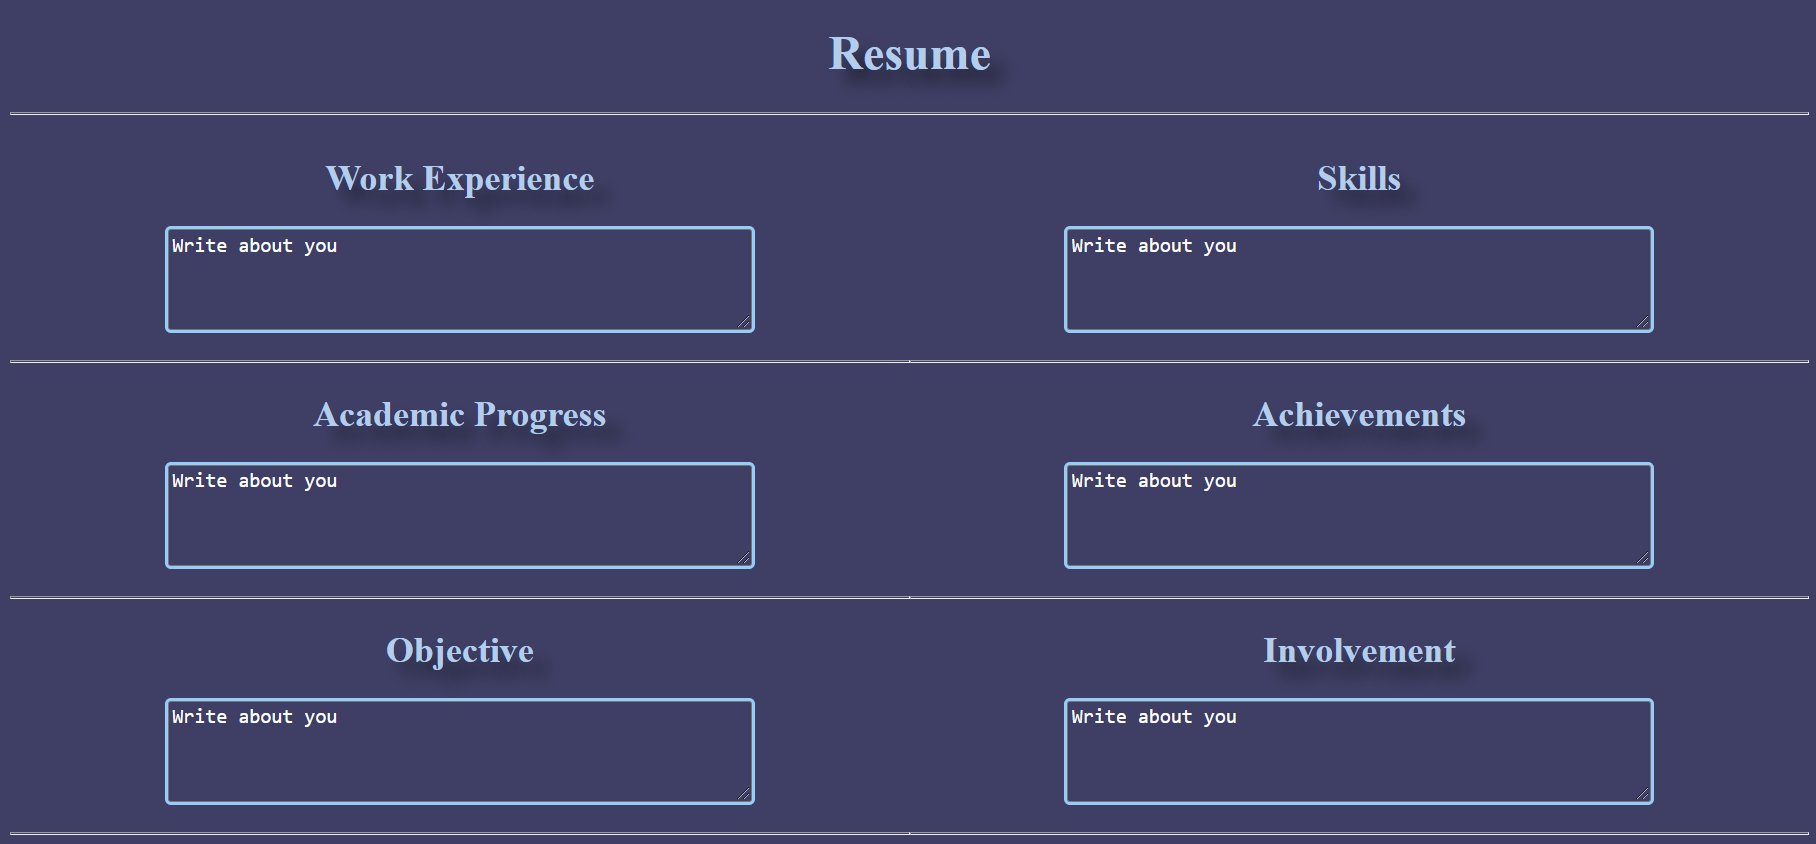 Resume
Work Experience
Skills
Write about you
Write about you
Academic Progress
Achievements
Write about you
Write about you
Objective
Involvement
Write about you
Write about you